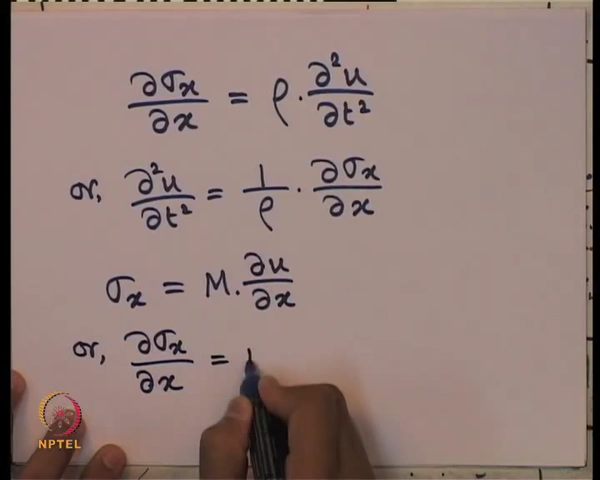 ∂σx/∂x = ρ · ∂²u/∂t²
or, ∂²u/∂t² = 1/ρ · ∂σx/∂x
σx = M. ∂u/∂x
or, ∂σx/∂x =
NPTEL